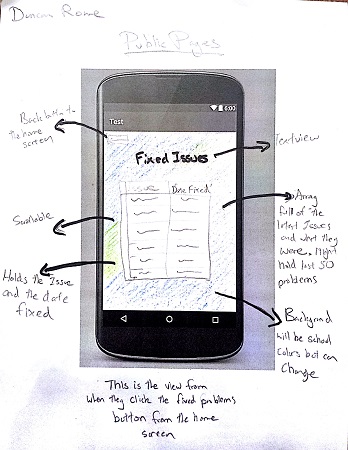 Duncan Rome
Public Pages
6:00
Test
Back button to
the home
screen
Fixed Issues
Textview
Date Fixed
Scrollable
Array
full of the
latest Issues
and what they
were. Might
hold last 50
problems
Holds the Issue
and the date
fixed
Background
will be school
colors but can
change
This is the view from
when they click the fixed problems
button from the home
screen